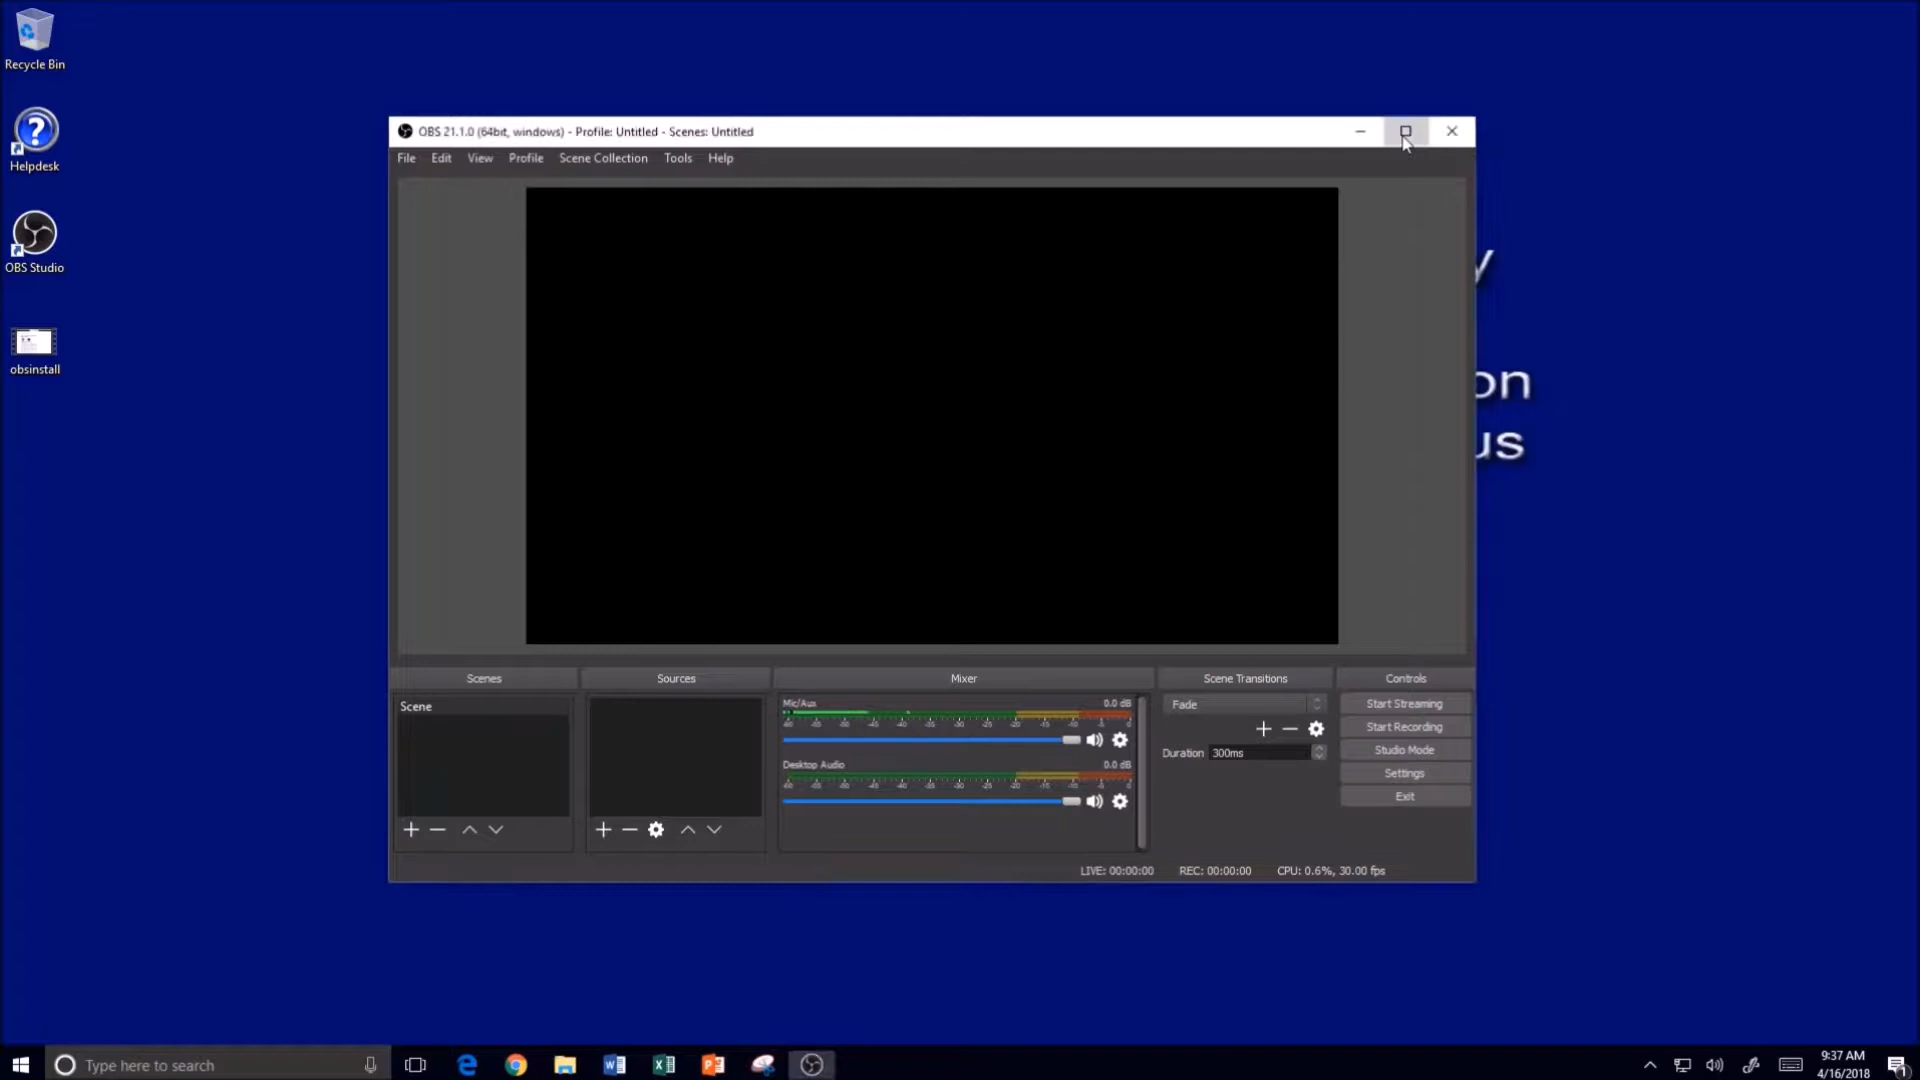 Recycle Bin
Helpdesk
OBS Studio
obsinstall
OBS 21.1.0 (64bit, windows) - Profile: Untitled - Scenes: Untitled
File Edit View Profile Scene Collection Tools Help
y
on
us
Scenes Sources Mixer Scene Transitions Controls
Scene
Mic/Aux 0.0 dB
Desktop Audio 0.0 dB
Fade
Duration 300ms
Start Streaming
Start Recording
Studio Mode
Settings
Exit
LIVE: 00:00:00 REC: 00:00:00 CPU: 0.6%, 30.00 fps
Type here to search
9:37 AM
4/16/2018
1